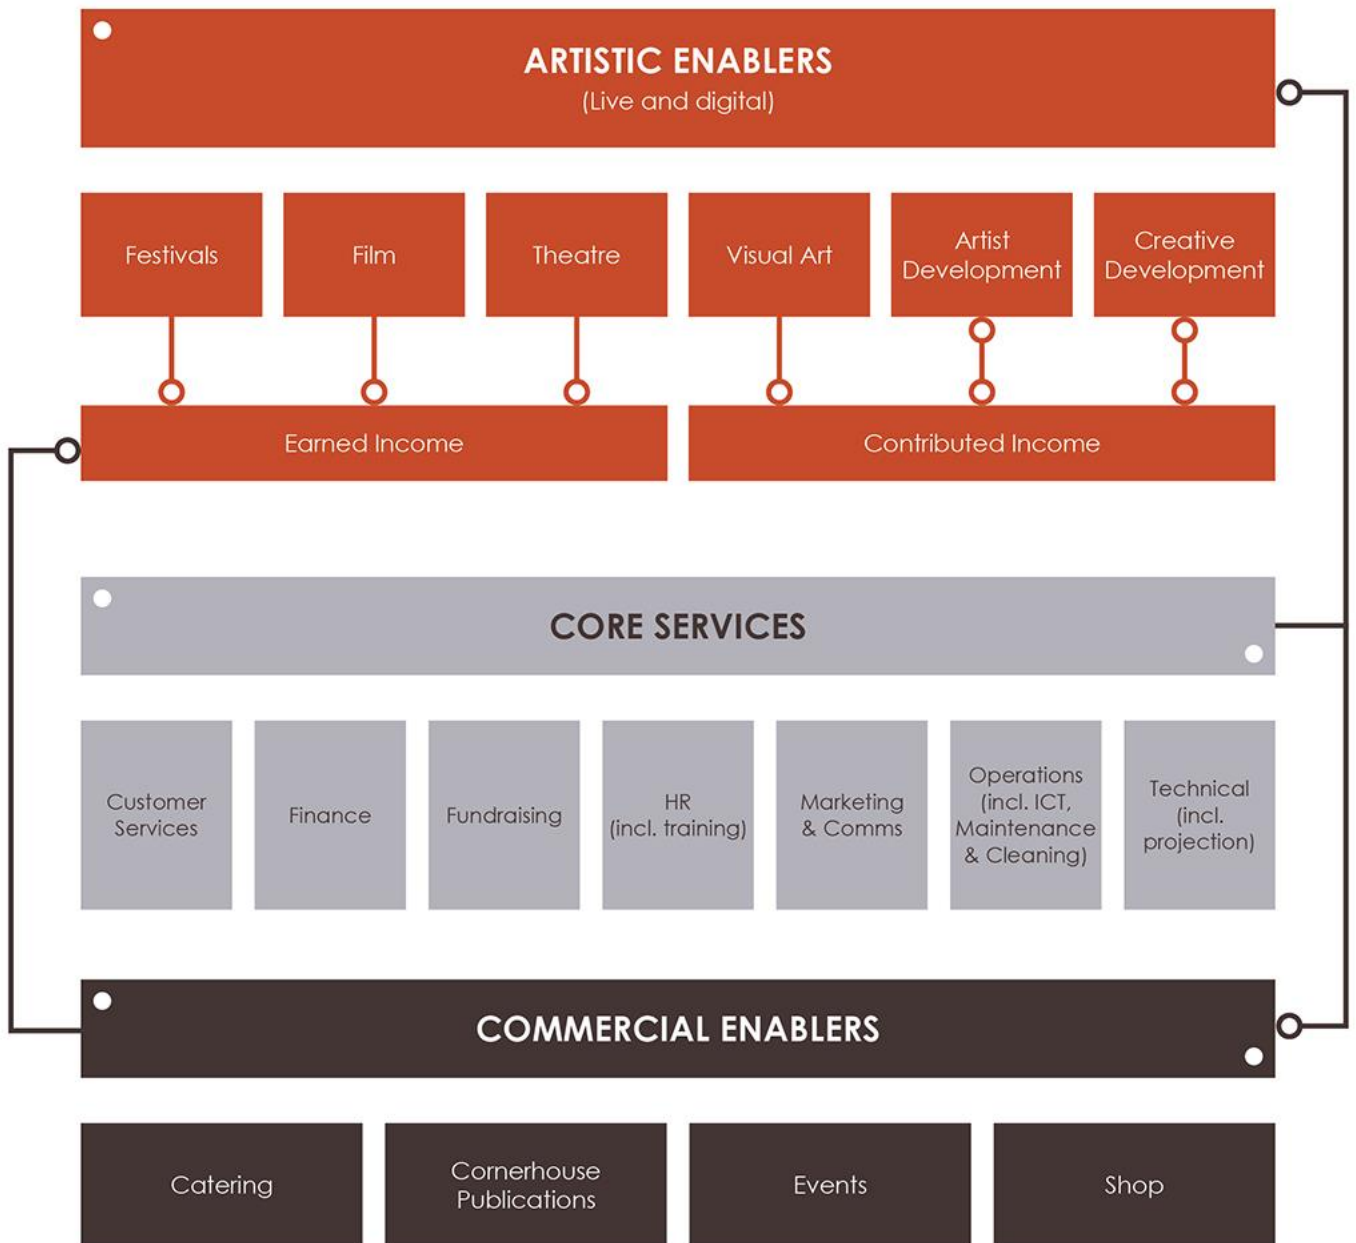 ARTISTIC ENABLERS
(Live and digital)
Festivals
Film
Theatre
Visual Art
Artist
Development
Creative
Development
Earned Income
Contributed Income
CORE SERVICES
Customer
Services
Finance
Fundraising
HR
(incl. training)
Marketing
& Comms
Operations
(incl. ICT,
Maintenance
& Cleaning)
Technical
(incl.
projection)
COMMERCIAL ENABLERS
Catering
Cornerhouse
Publications
Events
Shop